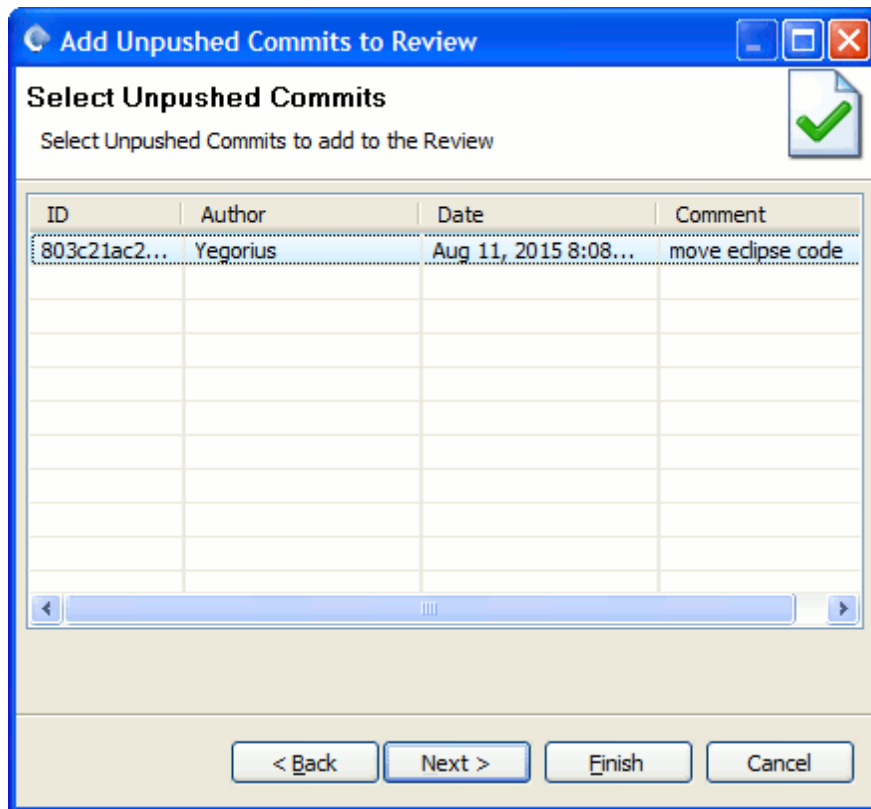 Add Unpushed Commits to Review
Select Unpushed Commits
Select Unpushed Commits to add to the Review
ID Author Date Comment
803c21ac2... Yegorius Aug 11, 2015 8:08... move eclipse code
< Back Next > Finish Cancel